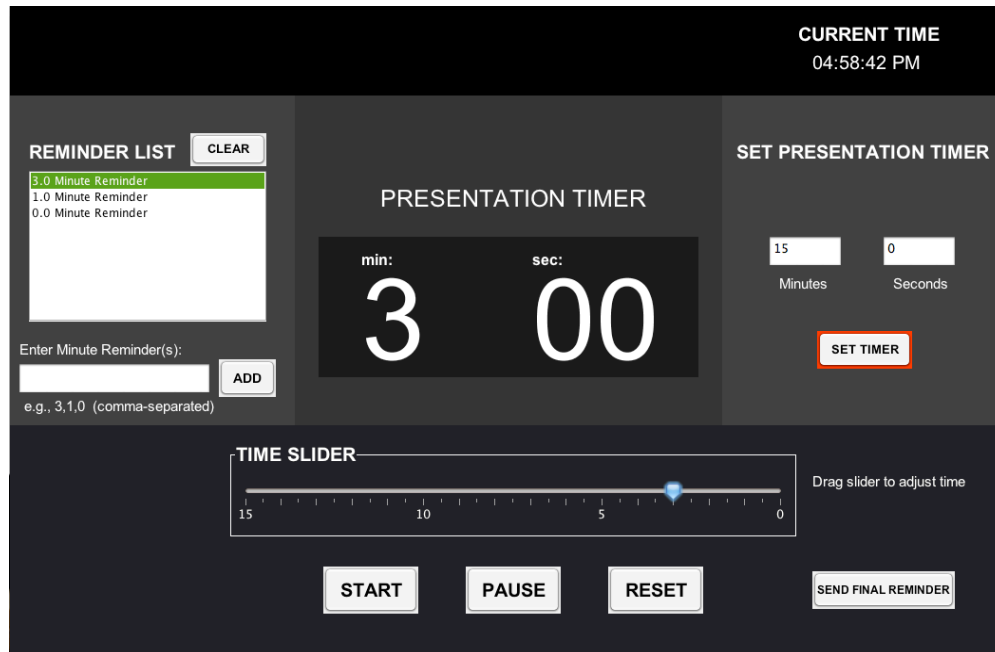 CURRENT TIME
04:58:42 PM
REMINDER LIST
CLEAR
3.0 Minute Reminder
1.0 Minute Reminder
0.0 Minute Reminder
Enter Minute Reminder(s):
ADD
e.g., 3,1,0 (comma-separated)
PRESENTATION TIMER
min: sec:
3 00
SET PRESENTATION TIMER
15 0
Minutes Seconds
SET TIMER
TIME SLIDER
15 10 5 0
Drag slider to adjust time
START PAUSE RESET
SEND FINAL REMINDER